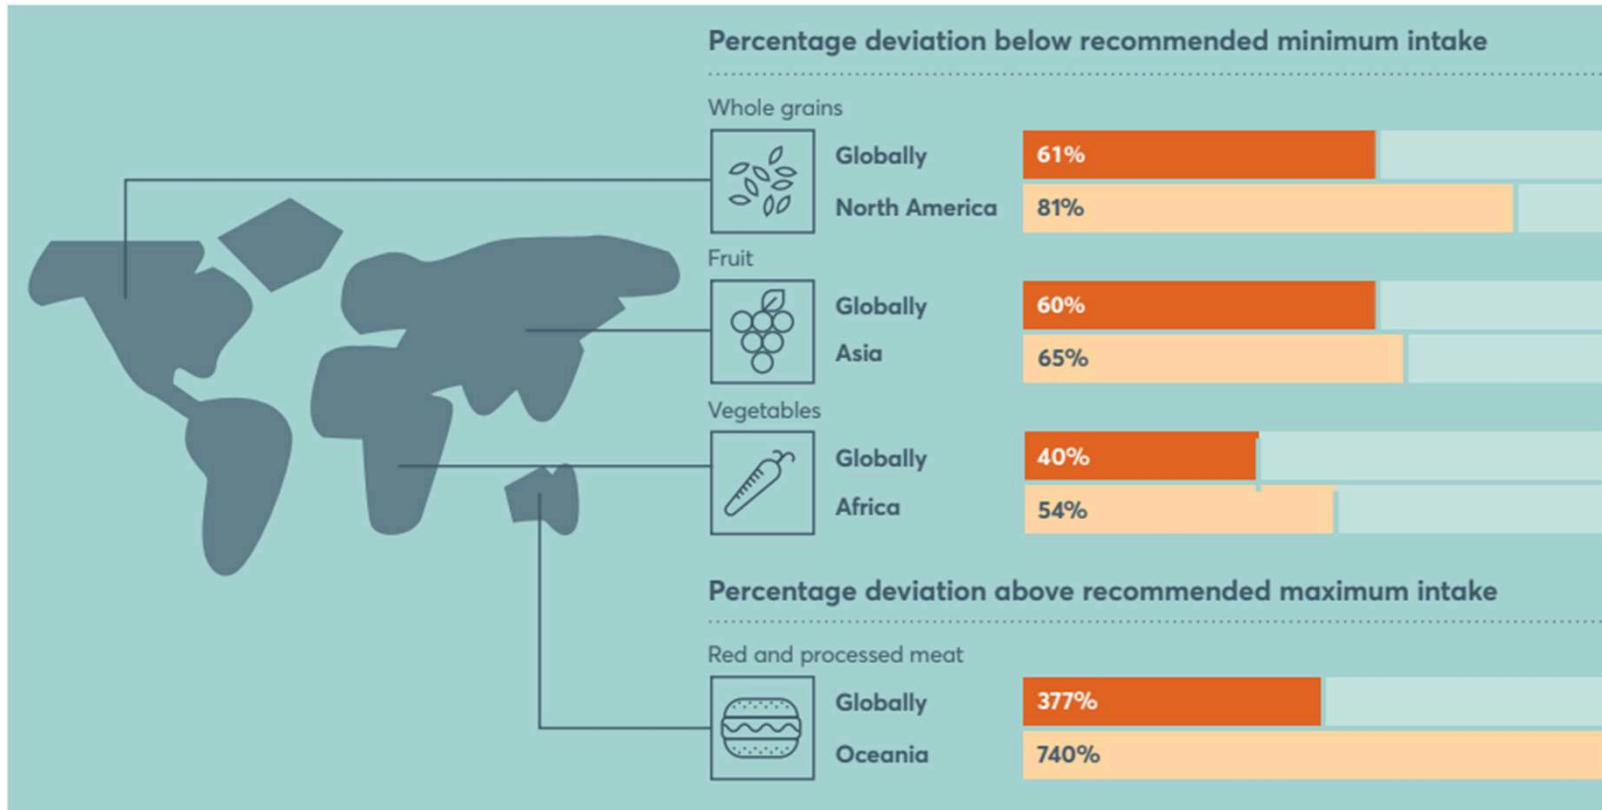 Percentage deviation below recommended minimum intake
Whole grains
Globally 61%
North America 81%
Fruit
Globally 60%
Asia 65%
Vegetables
Globally 40%
Africa 54%
Percentage deviation above recommended maximum intake
Red and processed meat
Globally 377%
Oceania 740%